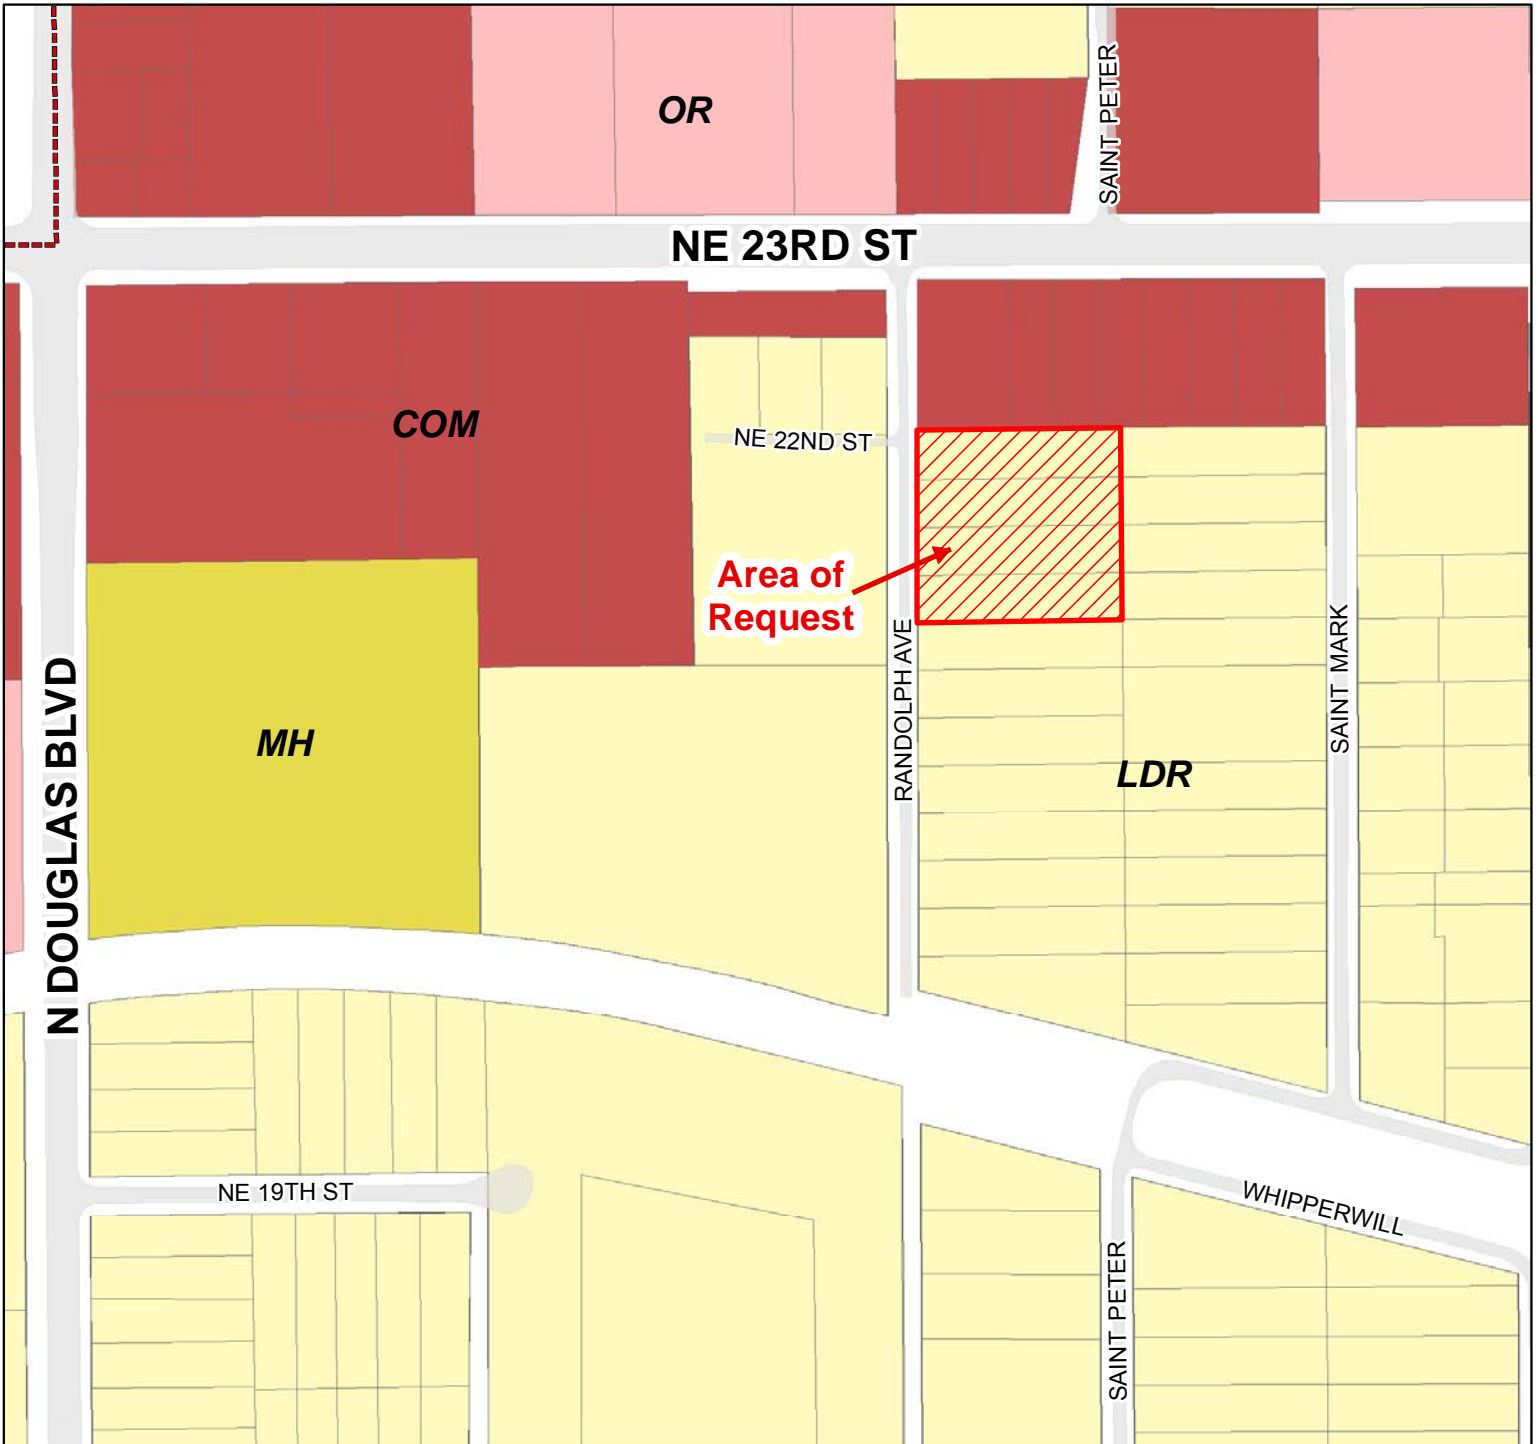 OR
SAINT PETER
NE 23RD ST
COM
NE 22ND ST
Area of
Request
RANDOLPH AVE
SAINT MARK
N DOUGLAS BLVD
MH
LDR
NE 19TH ST
WHIPPERWILL
SAINT PETER